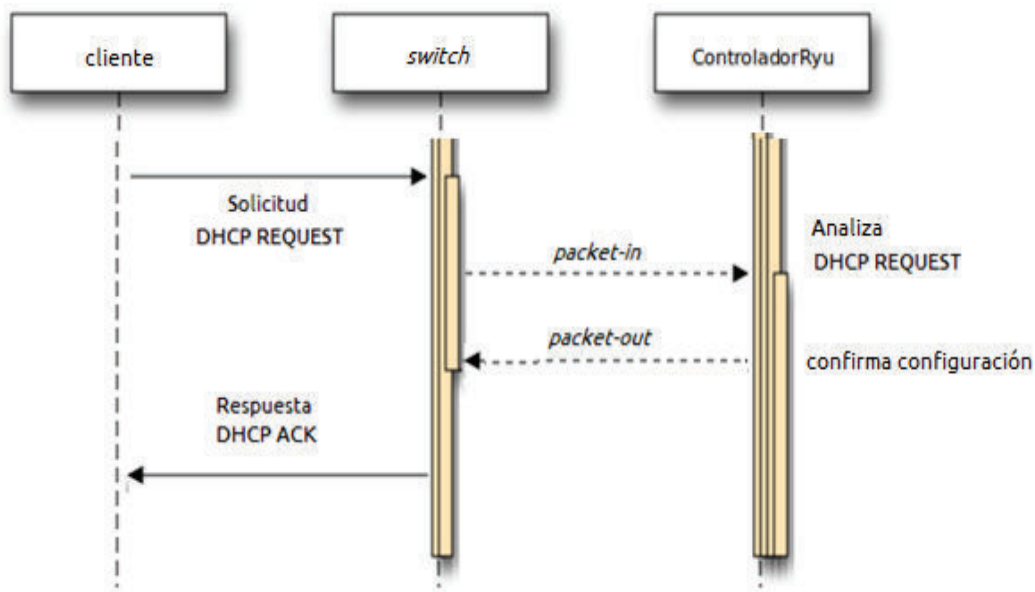 cliente
switch
ControladorRyu
Solicitud
DHCP REQUEST
packet-in
Analiza
DHCP REQUEST
packet-out
confirma configuración
Respuesta
DHCP ACK